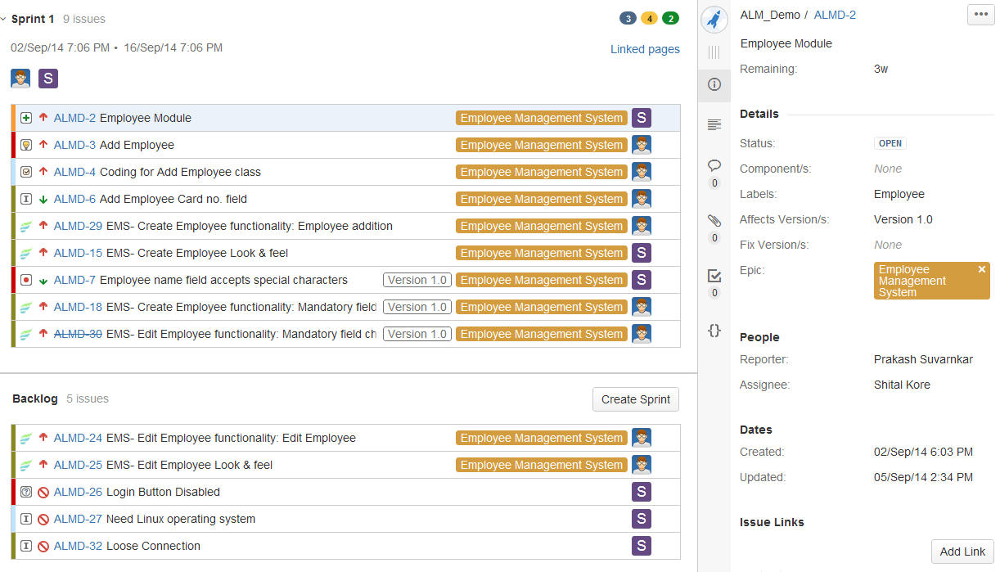 Sprint 1 9 issues 3 4 2
02/Sep/14 7:06 PM • 16/Sep/14 7:06 PM Linked pages
S
ALMD-2 Employee Module Employee Management System S
ALMD-3 Add Employee Employee Management System
ALMD-4 Coding for Add Employee class Employee Management System
I ALMD-6 Add Employee Card no. field Employee Management System
ALMD-29 EMS- Create Employee functionality: Employee addition Employee Management System
ALMD-15 EMS- Create Employee Look & feel Employee Management System S
ALMD-7 Employee name field accepts special characters Version 1.0 Employee Management System S
ALMD-18 EMS- Create Employee functionality: Mandatory field Version 1.0 Employee Management System
ALMD-30 EMS- Edit Employee functionality: Mandatory field ch Version 1.0 Employee Management System
Backlog 5 issues Create Sprint
ALMD-24 EMS- Edit Employee functionality: Edit Employee Employee Management System
ALMD-25 EMS- Edit Employee Look & feel Employee Management System
? ALMD-26 Login Button Disabled S
I ALMD-27 Need Linux operating system S
I ALMD-32 Loose Connection S
0
0
0
{}
ALM_Demo / ALMD-2 •••
Employee Module
Remaining: 3w
Details
Status: OPEN
Component/s: None
Labels: Employee
Affects Version/s: Version 1.0
Fix Version/s: None
Epic: Employee ×
Management
System
People
Reporter: Prakash Suvarnkar
Assignee: Shital Kore
Dates
Created: 02/Sep/14 6:03 PM
Updated: 05/Sep/14 2:34 PM
Issue Links
Add Link